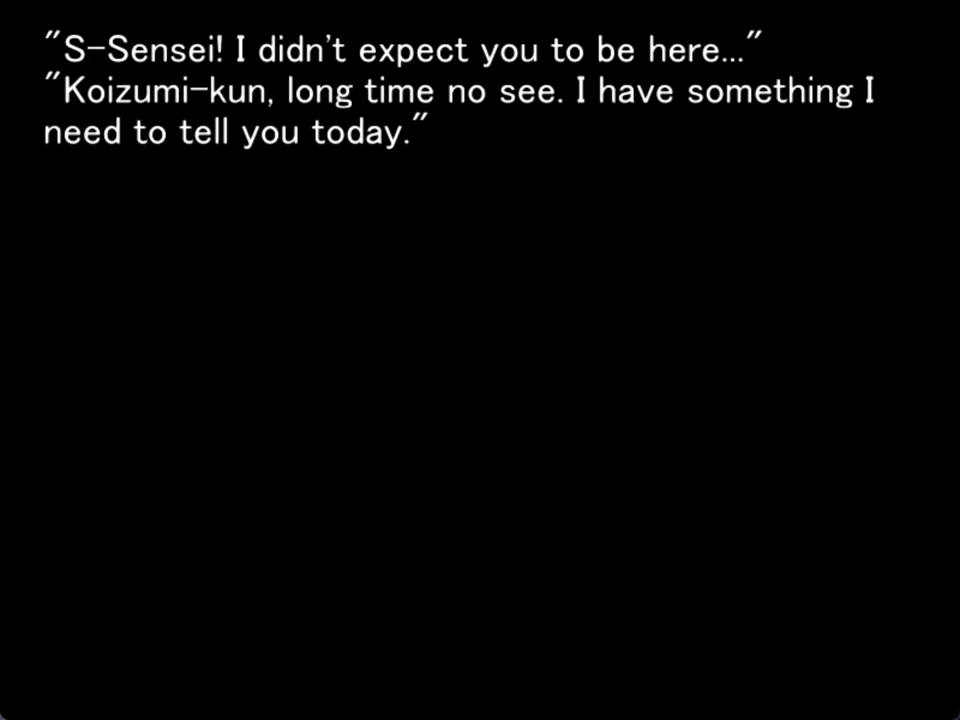 "S-Sensei! I didn't expect you to be here..."
"Koizumi-kun, long time no see. I have something I
need to tell you today."